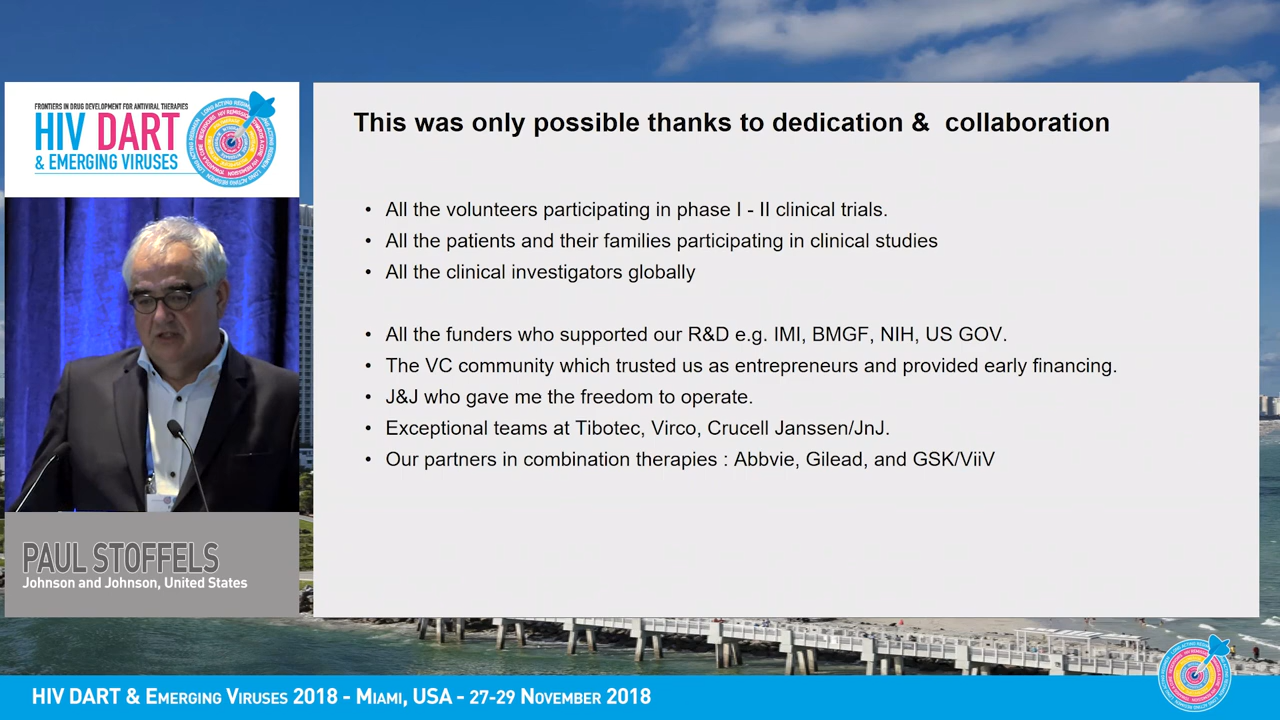 FRONTIERS IN DRUG DEVELOPMENT FOR ANTIVIRAL THERAPIES
HIV DART
& EMERGING VIRUSES
This was only possible thanks to dedication & collaboration
• All the volunteers participating in phase I - II clinical trials.
• All the patients and their families participating in clinical studies
• All the clinical investigators globally
• All the funders who supported our R&D e.g. IMI, BMGF, NIH, US GOV.
• The VC community which trusted us as entrepreneurs and provided early financing.
• J&J who gave me the freedom to operate.
• Exceptional teams at Tibotec, Virco, Crucell Janssen/JnJ.
• Our partners in combination therapies : Abbvie, Gilead, and GSK/ViiV
PAUL STOFFELS
Johnson and Johnson, United States
HIV DART & EMERGING VIRUSES 2018 - MIAMI, USA - 27-29 NOVEMBER 2018